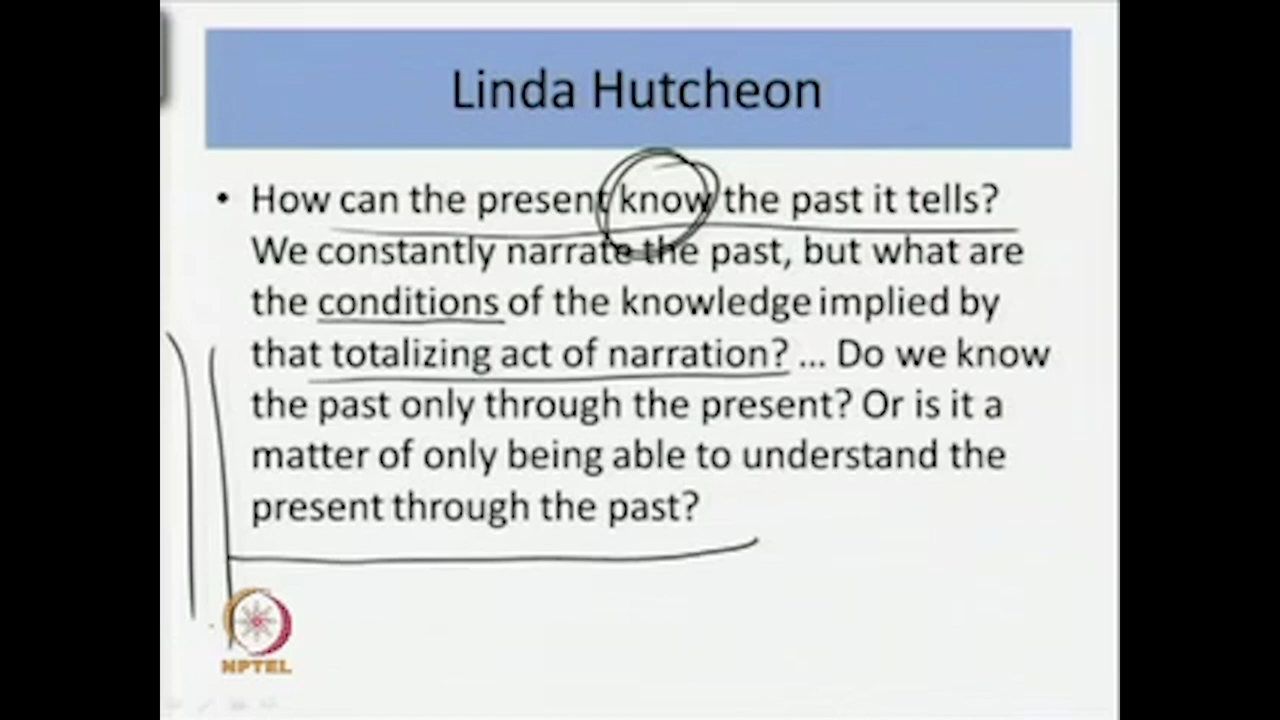 Linda Hutcheon
• How can the present know the past it tells?
We constantly narrate the past, but what are
the conditions of the knowledge implied by
that totalizing act of narration? ... Do we know
the past only through the present? Or is it a
matter of only being able to understand the
present through the past?
NPTEL